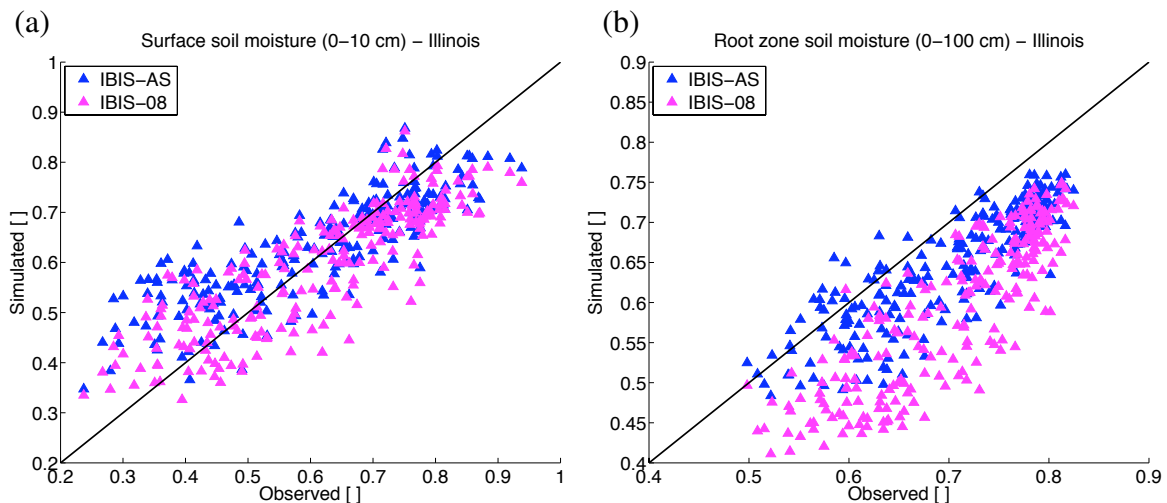 (a)
Surface soil moisture (0–10 cm) – Illinois
IBIS–AS
IBIS–08
1
0.9
0.8
0.7
0.6
0.5
0.4
0.3
0.2
Simulated [ ]
0.2 0.3 0.4 0.5 0.6 0.7 0.8 0.9 1
Observed [ ]
(b)
Root zone soil moisture (0–100 cm) – Illinois
IBIS–AS
IBIS–08
0.9
0.85
0.8
0.75
0.7
0.65
0.6
0.55
0.5
0.45
0.4
Simulated [ ]
0.4 0.5 0.6 0.7 0.8 0.9
Observed [ ]